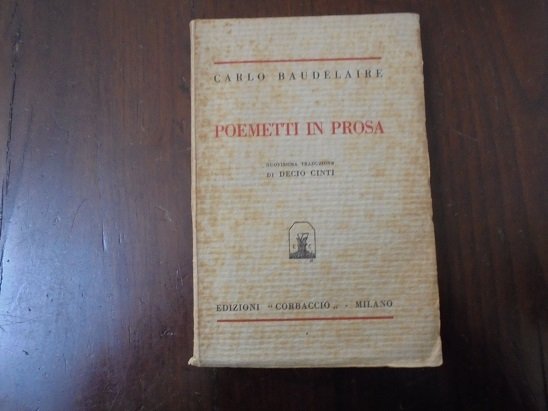 CARLO BAUDELAIRE
POEMETTI IN PROSA
NUOVISSIMA TRADUZIONE
DI DECIO CINTI
EDIZIONI "CORBACCIO„ - MILANO